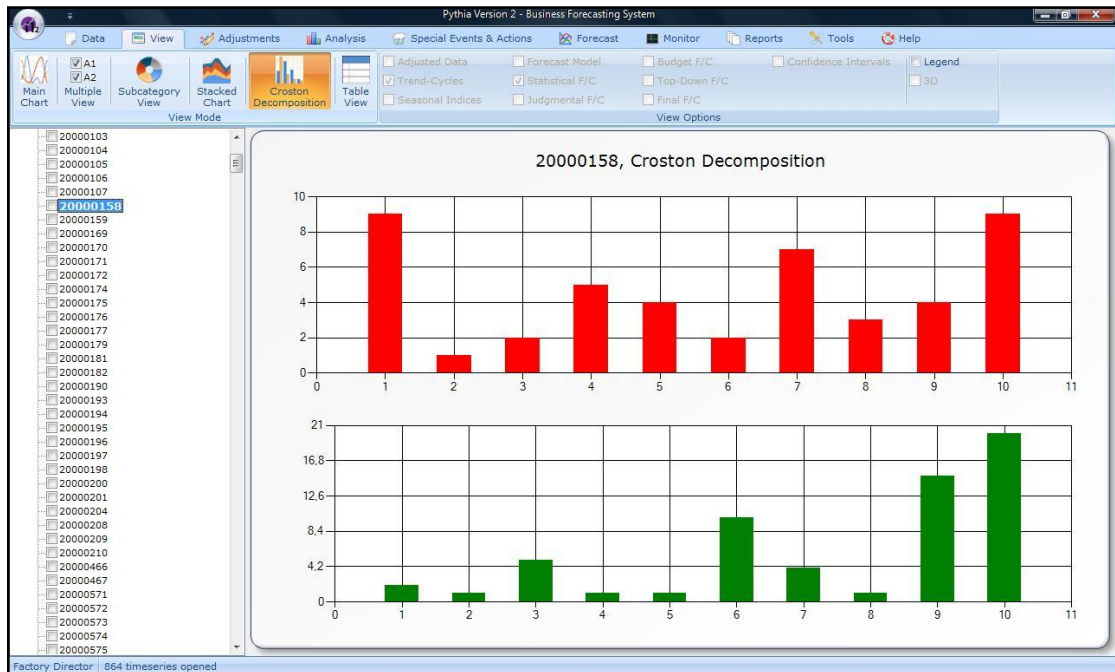 Pythia Version 2 - Business Forecasting System
Data View Adjustments Analysis Special Events & Actions Forecast Monitor Reports Tools Help
Main Chart
A1
A2
Multiple View
Subcategory View
Stacked Chart
Croston Decomposition
Table View
View Mode
Adjusted Data Forecast Model Budget F/C Confidence Intervals Legend
Trend-Cycles Statistical F/C Top-Down F/C 3D
Seasonal Indices Judgmental F/C Final F/C
View Options
20000103
20000104
20000105
20000106
20000107
20000158
20000159
20000169
20000170
20000171
20000172
20000174
20000175
20000176
20000177
20000179
20000181
20000182
20000190
20000193
20000194
20000195
20000196
20000197
20000198
20000200
20000201
20000204
20000208
20000209
20000210
20000466
20000467
20000571
20000572
20000573
20000574
20000575
20000158, Croston Decomposition
10
8
6
4
2
0
0 1 2 3 4 5 6 7 8 9 10 11
21
16,8
12,6
8,4
4,2
0
0 1 2 3 4 5 6 7 8 9 10 11
Factory Director 864 timeseries opened